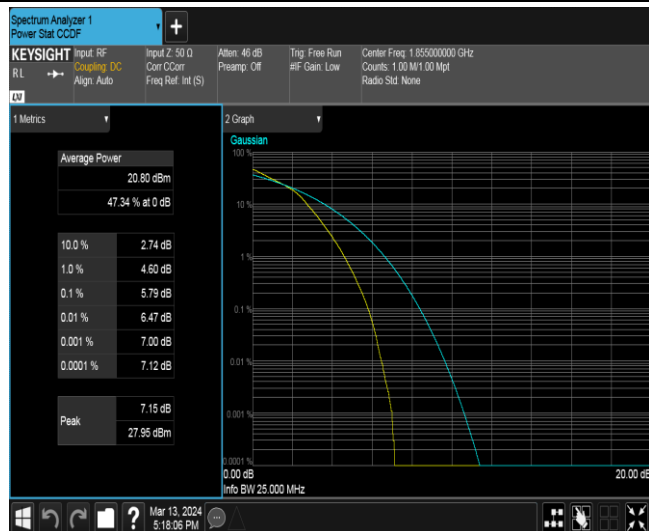 Spectrum Analyzer 1
Power Stat CCDF
+
KEYSIGHT
RL
LXI
Input: RF
Coupling: DC
Align: Auto
Input Z: 50 Ω
Corr CCorr
Freq Ref: Int (S)
Atten: 46 dB
Preamp: Off
Trig: Free Run
#IF Gain: Low
Center Freq: 1.855000000 GHz
Counts: 1.00 M/1.00 Mpt
Radio Std: None
1 Metrics
Average Power
20.80 dBm
47.34 % at 0 dB
10.0 % 2.74 dB
1.0 % 4.60 dB
0.1 % 5.79 dB
0.01 % 6.47 dB
0.001 % 7.00 dB
0.0001 % 7.12 dB
Peak 7.15 dB
27.95 dBm
2 Graph
Gaussian
100 %
10 %
1 %
0.1 %
0.01 %
0.001 %
0.0001 %
0.00 dB 20.00 dB
Info BW 25.000 MHz
?
Mar 13, 2024
5:18:06 PM